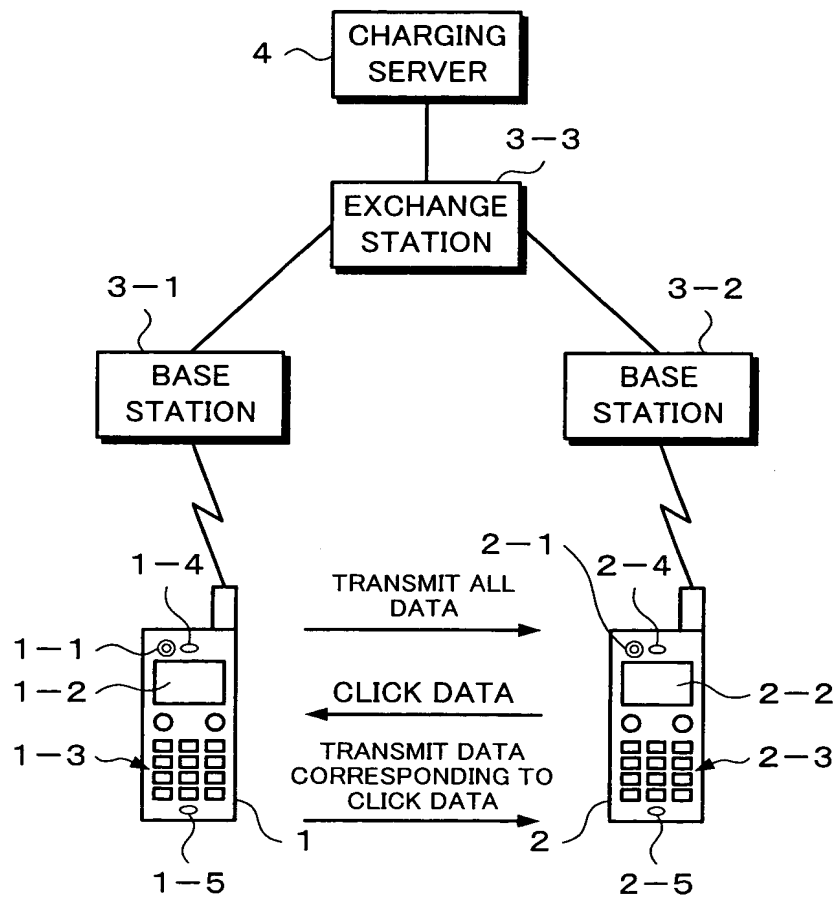 4
CHARGING
SERVER
3-3
EXCHANGE
STATION
3-1
3-2
BASE
STATION
BASE
STATION
1-4
TRANSMIT ALL
DATA
2-1
2-4
1-1
1-2
CLICK DATA
2-2
1-3
TRANSMIT DATA
CORRESPONDING TO
CLICK DATA
2-3
1
2
1-5
2-5